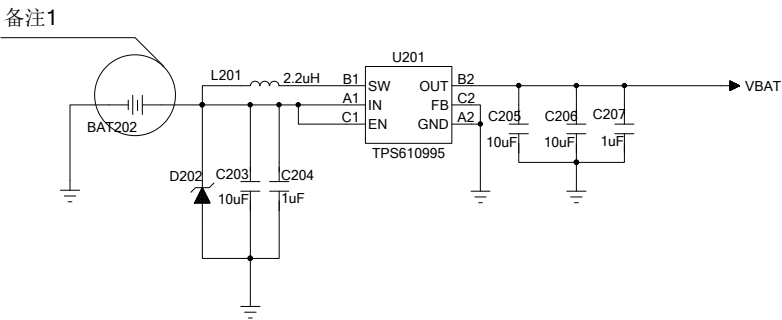 备注1
U201
L201 2.2uH B1 SW OUT B2
A1 IN FB C2
C1 EN GND A2
TPS610995
VBAT
BAT202
C205 C206 C207
10uF 10uF 1uF
D202 C203 C204
10uF 1uF